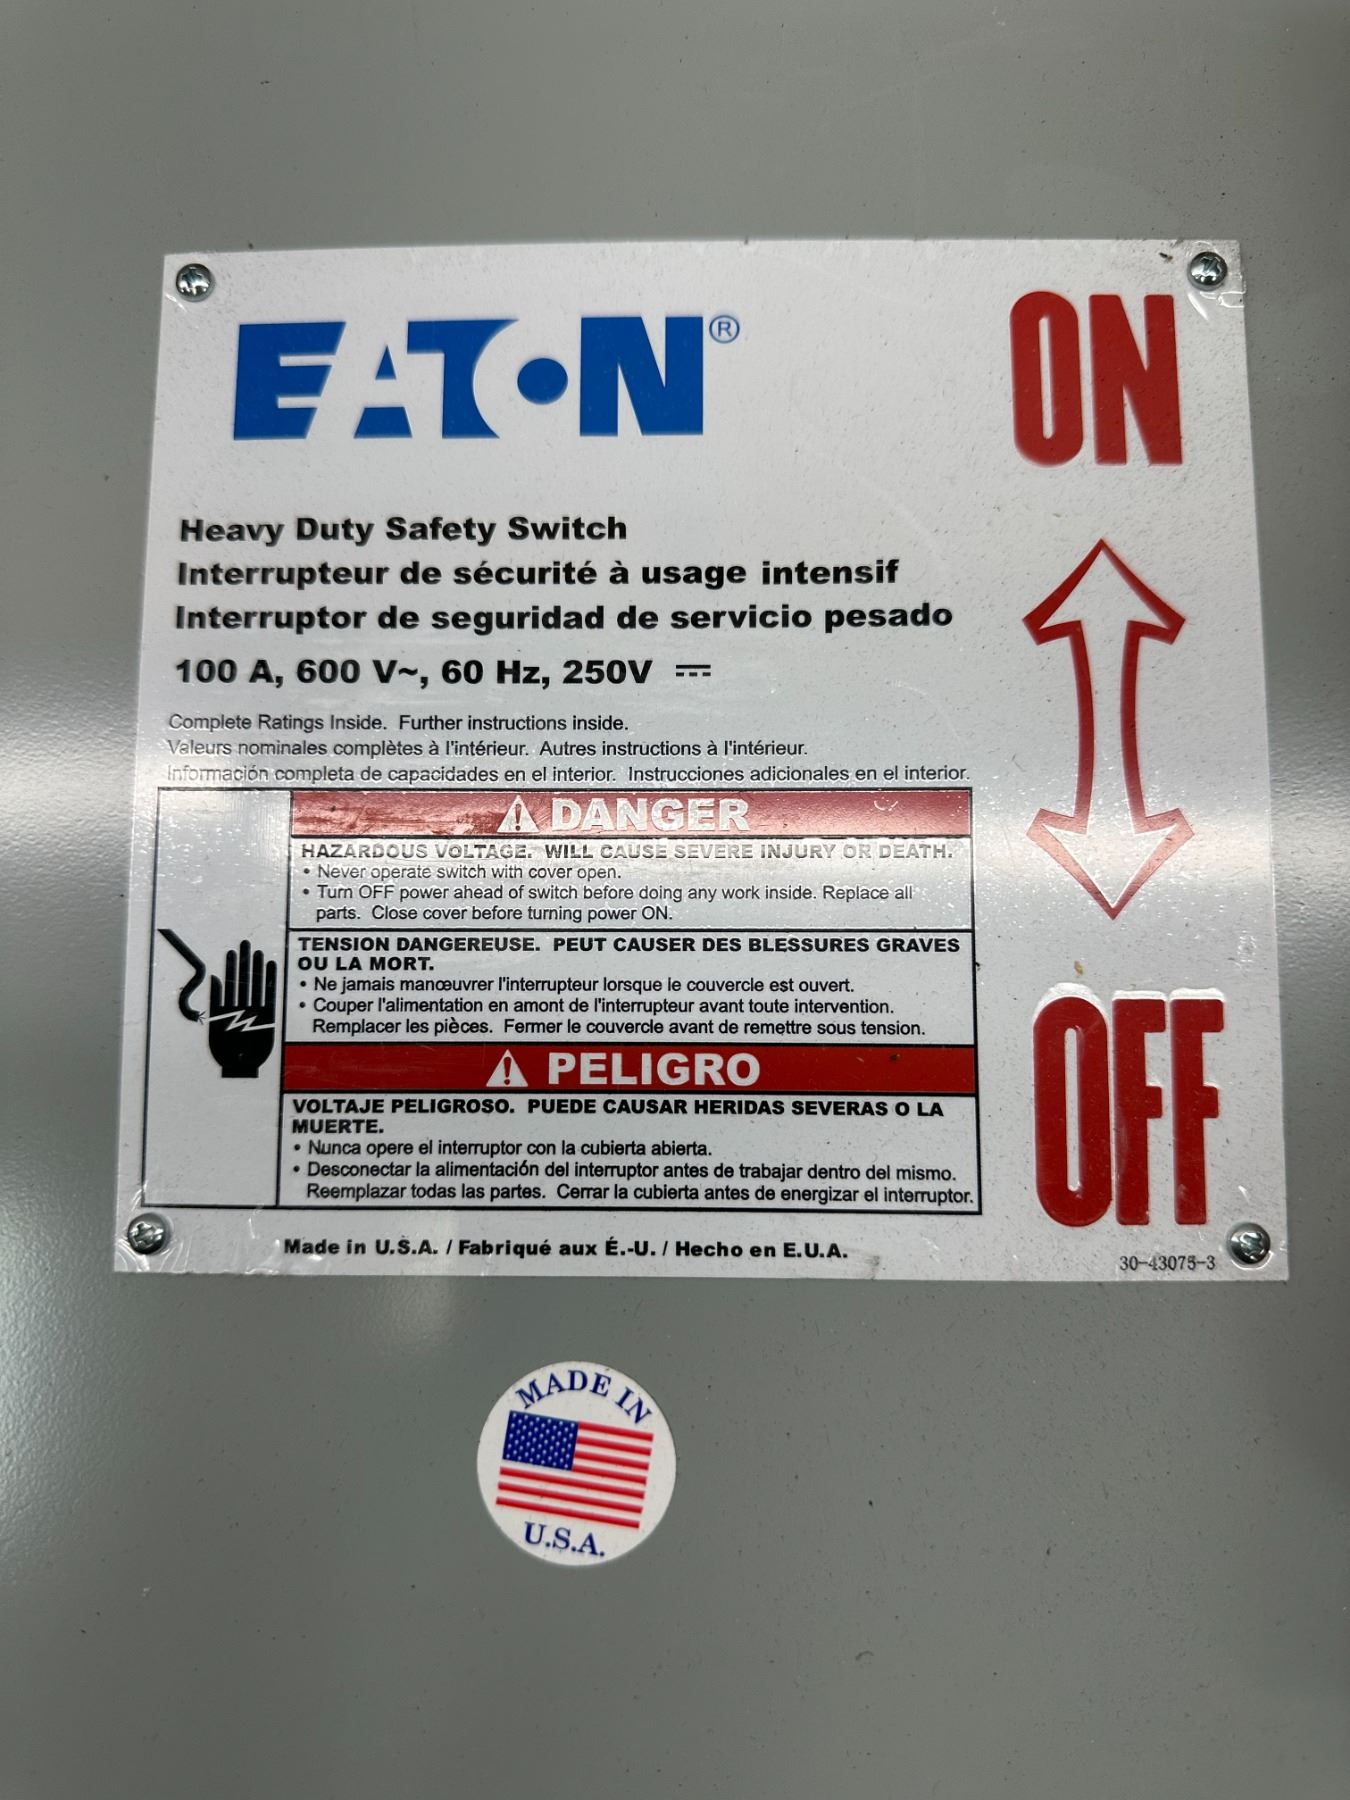 EATON®
ON
Heavy Duty Safety Switch
Interrupteur de sécurité à usage intensif
Interruptor de seguridad de servicio pesado
100 A, 600 V~, 60 Hz, 250V ⎓
Complete Ratings Inside. Further instructions inside.
Valeurs nominales complètes à l'intérieur. Autres instructions à l'intérieur.
Información completa de capacidades en el interior. Instrucciones adicionales en el interior.
⚠ DANGER
HAZARDOUS VOLTAGE. WILL CAUSE SEVERE INJURY OR DEATH.
• Never operate switch with cover open.
• Turn OFF power ahead of switch before doing any work inside. Replace all
parts. Close cover before turning power ON.
TENSION DANGEREUSE. PEUT CAUSER DES BLESSURES GRAVES
OU LA MORT.
• Ne jamais manœuvrer l'interrupteur lorsque le couvercle est ouvert.
• Couper l'alimentation en amont de l'interrupteur avant toute intervention.
Remplacer les pièces. Fermer le couvercle avant de remettre sous tension.
⚠ PELIGRO
VOLTAJE PELIGROSO. PUEDE CAUSAR HERIDAS SEVERAS O LA
MUERTE.
• Nunca opere el interruptor con la cubierta abierta.
• Desconectar la alimentación del interruptor antes de trabajar dentro del mismo.
Reemplazar todas las partes. Cerrar la cubierta antes de energizar el interruptor.
OFF
Made in U.S.A. / Fabriqué aux É.-U. / Hecho en E.U.A.
30-43075-3
MADE IN
U.S.A.